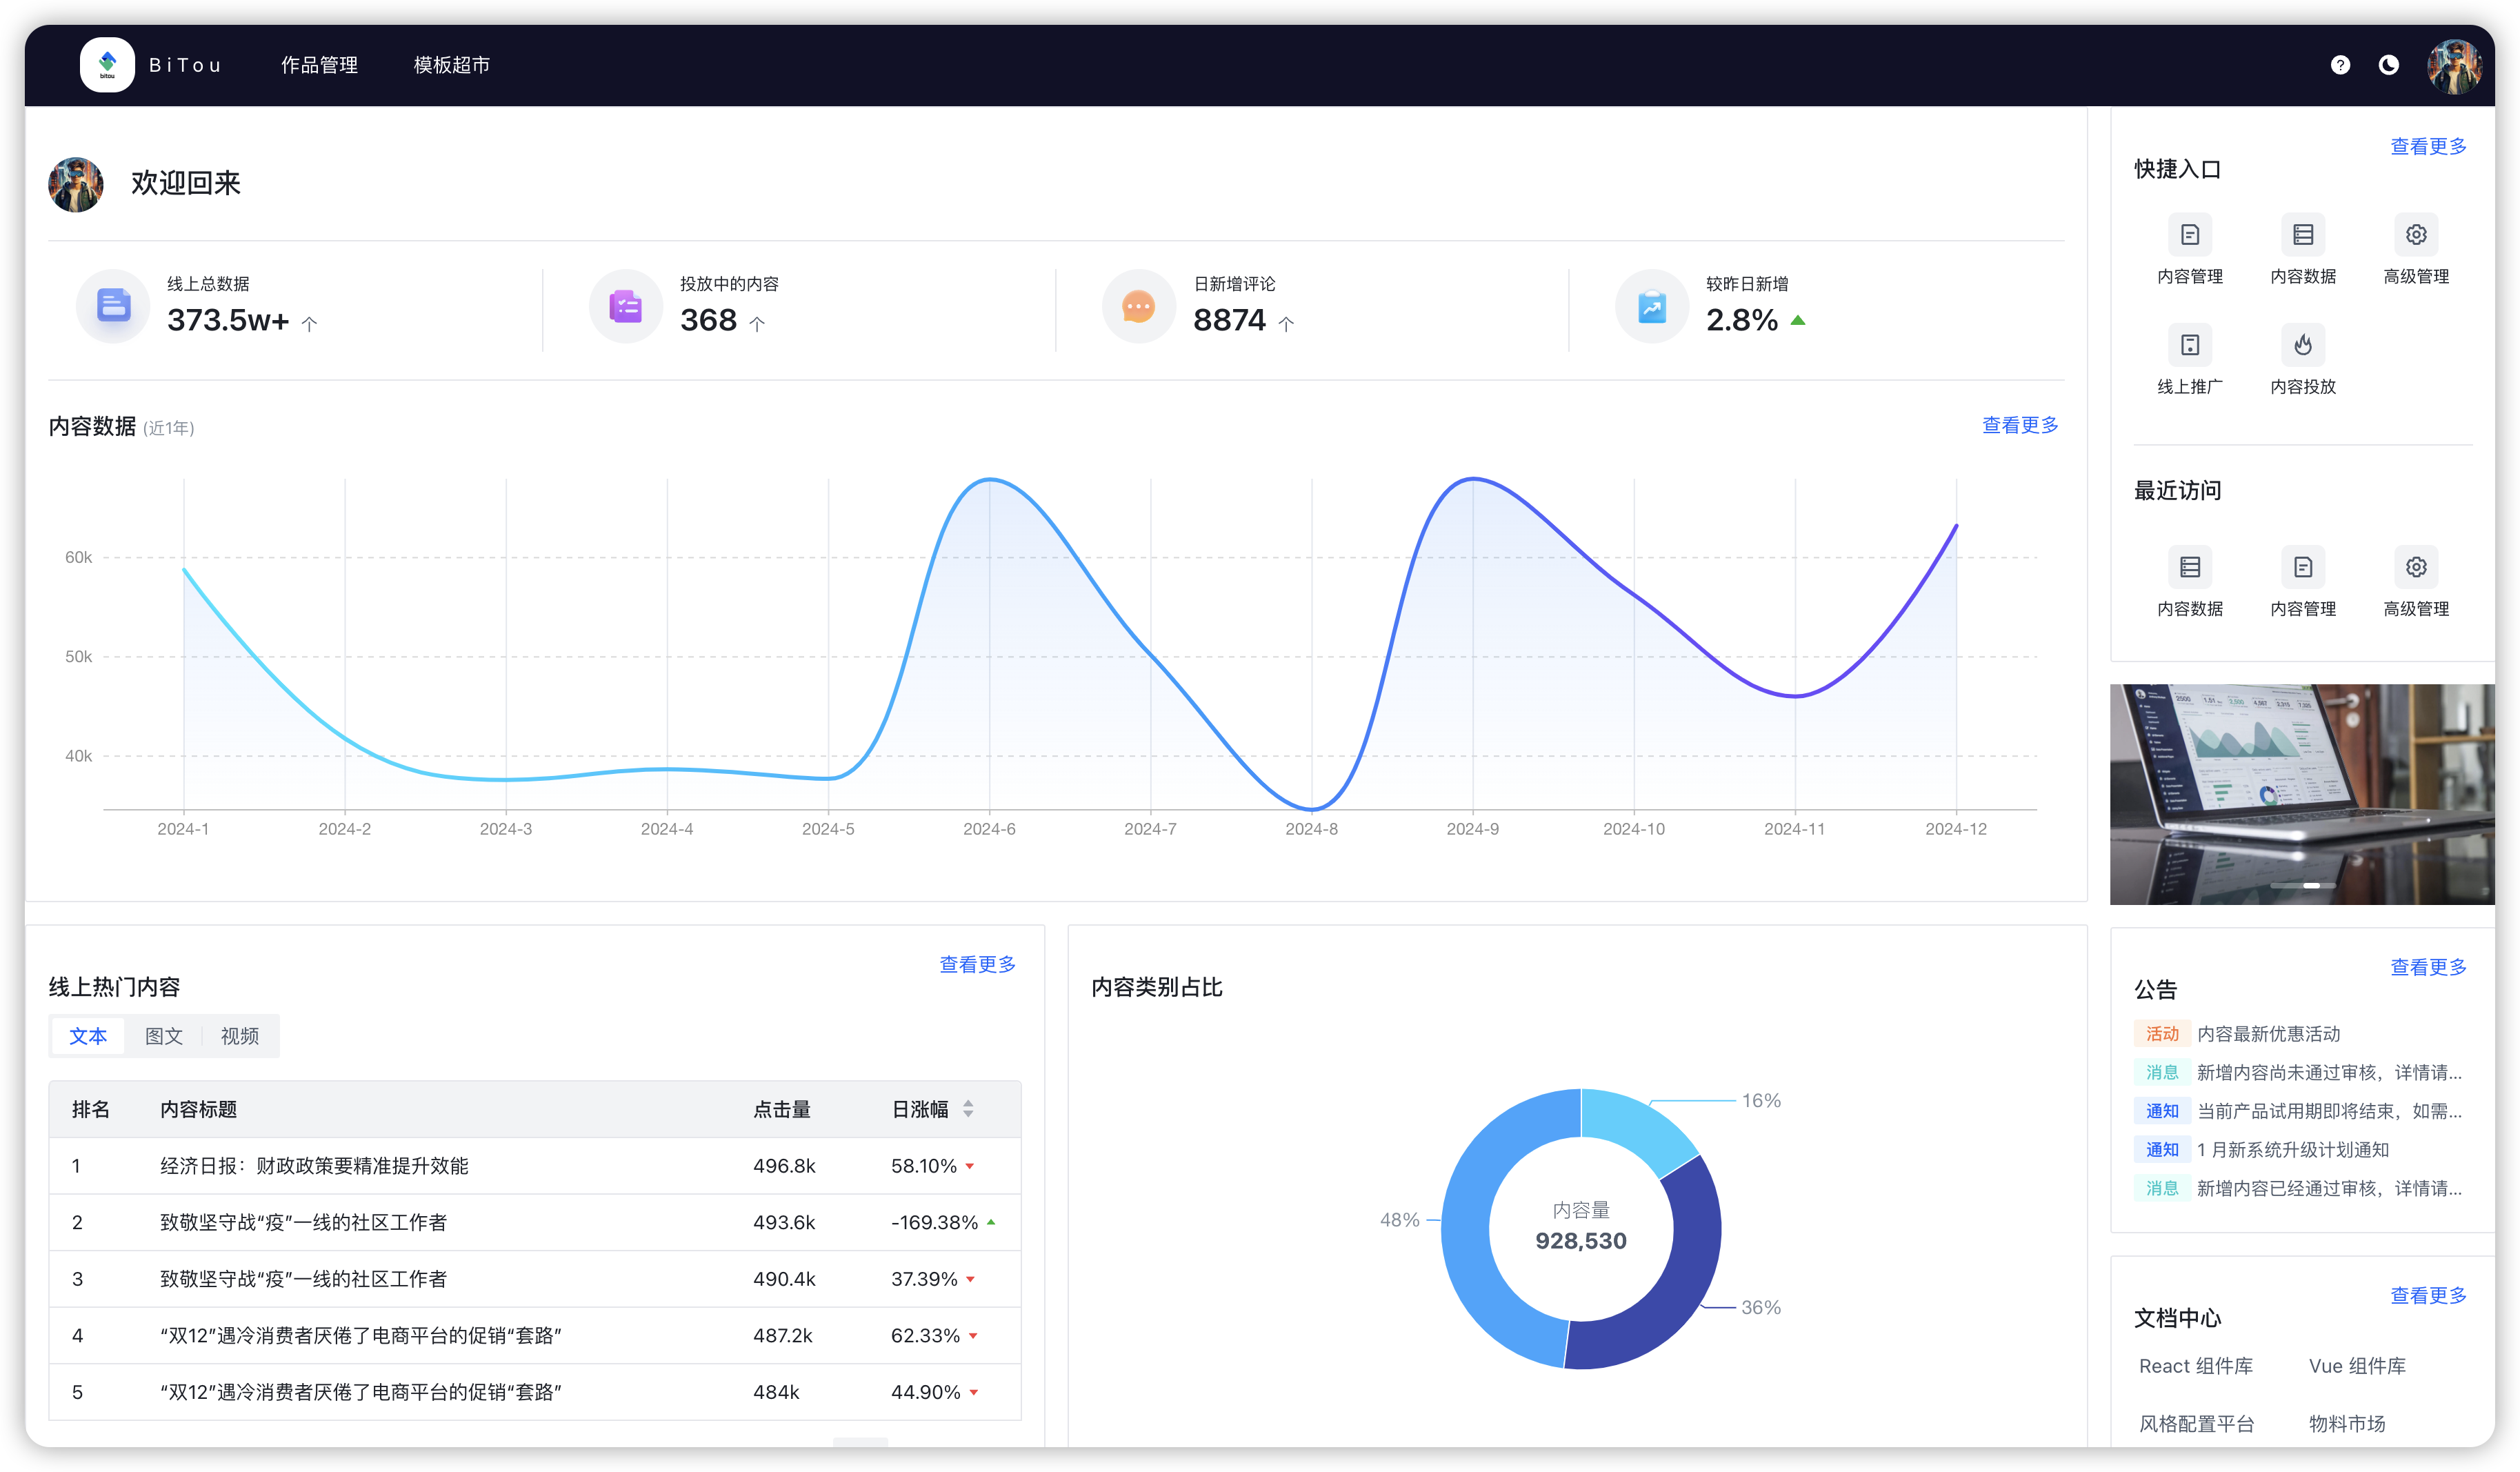 bitou
BiTou
作品管理
模板超市
欢迎回来
线上总数据
373.5w+ 个
投放中的内容
368 个
日新增评论
8874 个
较昨日新增
2.8%
内容数据 (近1年)
查看更多
60k
50k
40k
2024-1
2024-2
2024-3
2024-4
2024-5
2024-6
2024-7
2024-8
2024-9
2024-10
2024-11
2024-12
线上热门内容
查看更多
文本
图文
视频
排名 内容标题 点击量 日涨幅
1 经济日报：财政政策要精准提升效能 496.8k 58.10%
2 致敬坚守战“疫”一线的社区工作者 493.6k -169.38%
3 致敬坚守战“疫”一线的社区工作者 490.4k 37.39%
4 “双12”遇冷消费者厌倦了电商平台的促销“套路” 487.2k 62.33%
5 “双12”遇冷消费者厌倦了电商平台的促销“套路” 484k 44.90%
内容类别占比
16%
48%
36%
内容量
928,530
查看更多
快捷入口
内容管理
内容数据
高级管理
线上推广
内容投放
最近访问
内容数据
内容管理
高级管理
查看更多
公告
活动 内容最新优惠活动
消息 新增内容尚未通过审核，详情请...
通知 当前产品试用期即将结束，如需...
通知 1 月新系统升级计划通知
消息 新增内容已经通过审核，详情请...
查看更多
文档中心
React 组件库
Vue 组件库
风格配置平台
物料市场